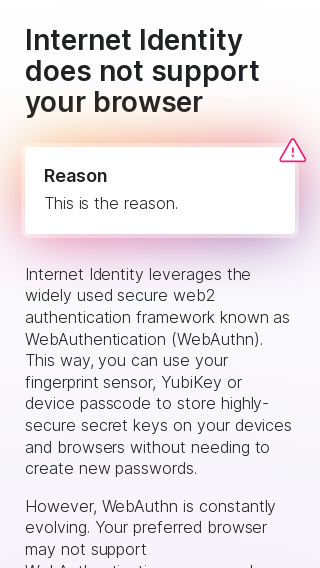 Internet Identity
does not support
your browser
Reason
This is the reason.
Internet Identity leverages the
widely used secure web2
authentication framework known as
WebAuthentication (WebAuthn).
This way, you can use your
fingerprint sensor, YubiKey or
device passcode to store highly-
secure secret keys on your devices
and browsers without needing to
create new passwords.
However, WebAuthn is constantly
evolving. Your preferred browser
may not support